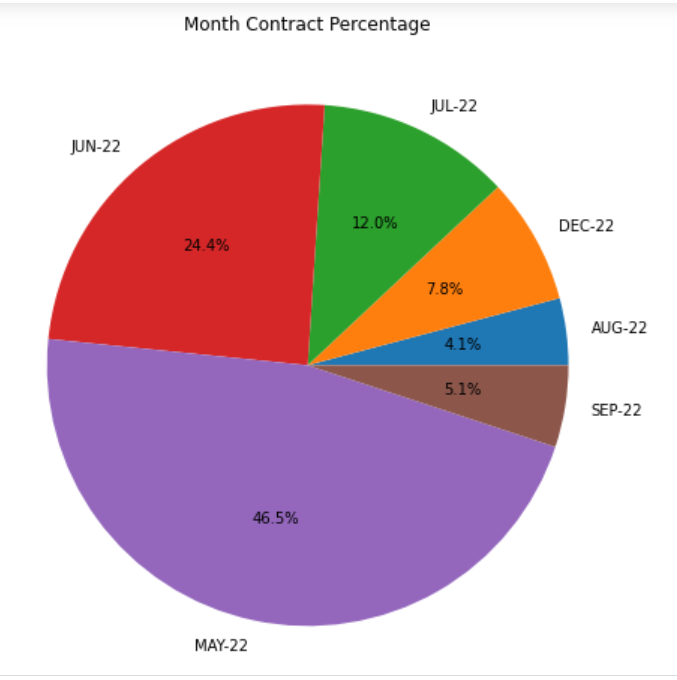 Month Contract Percentage
JUL-22
JUN-22
12.0%
DEC-22
24.4%
7.8%
AUG-22
4.1%
5.1%
SEP-22
46.5%
MAY-22